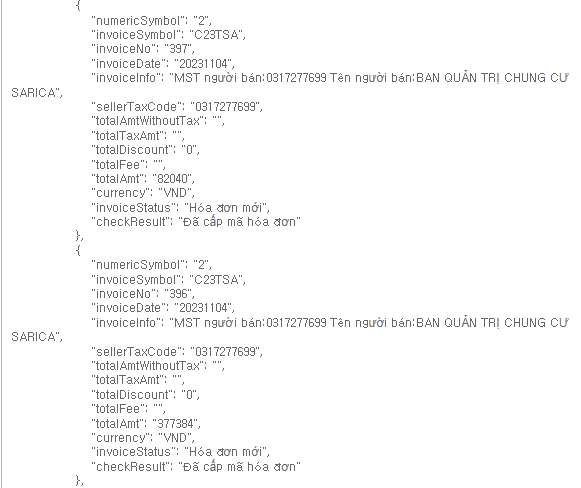 {
"numericSymbol": "2",
"invoiceSymbol": "C23TSA",
"invoiceNo": "397",
"invoiceDate": "20231104",
"invoiceInfo": "MST người bán:0317277699 Tên người bán:BAN QUẢN TRỊ CHUNG CƯ
SARICA",
"sellerTaxCode": "0317277699",
"totalAmtWithoutTax": "",
"totalTaxAmt": "",
"totalDiscount": "0",
"totalFee": "",
"totalAmt": "82040",
"currency": "VND",
"invoiceStatus": "Hóa đơn mới",
"checkResult": "Đã cấp mã hóa đơn"
},
{
"numericSymbol": "2",
"invoiceSymbol": "C23TSA",
"invoiceNo": "396",
"invoiceDate": "20231104",
"invoiceInfo": "MST người bán:0317277699 Tên người bán:BAN QUẢN TRỊ CHUNG CƯ
SARICA",
"sellerTaxCode": "0317277699",
"totalAmtWithoutTax": "",
"totalTaxAmt": "",
"totalDiscount": "0",
"totalFee": "",
"totalAmt": "377384",
"currency": "VND",
"invoiceStatus": "Hóa đơn mới",
"checkResult": "Đã cấp mã hóa đơn"
},